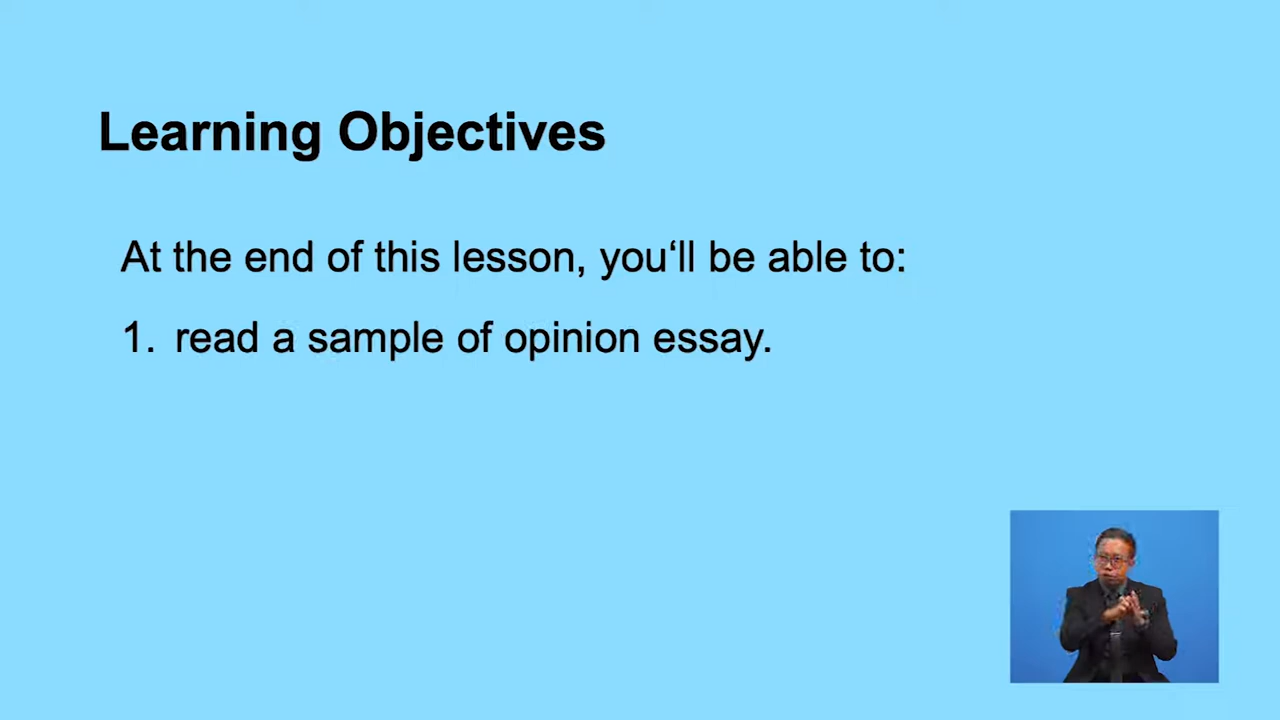 Learning Objectives
At the end of this lesson, you‘ll be able to:
1. read a sample of opinion essay.